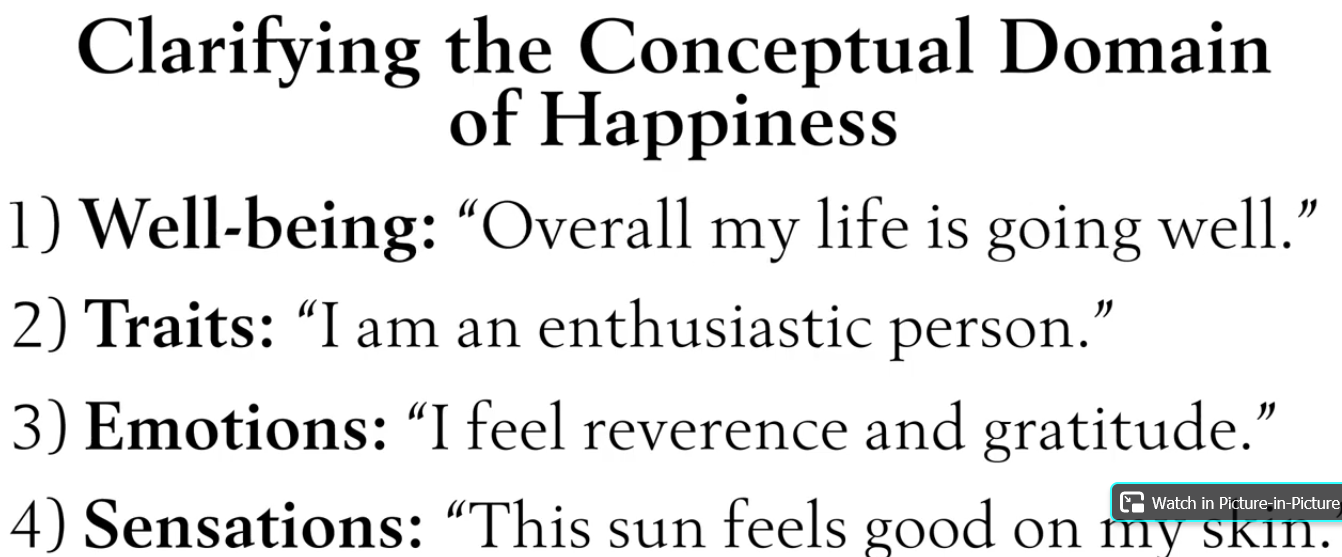 Clarifying the Conceptual Domain
of Happiness
1) Well-being: “Overall my life is going well.”
2) Traits: “I am an enthusiastic person.”
3) Emotions: “I feel reverence and gratitude.”
4) Sensations: “This sun feels good on my skin.”
Watch in Picture-in-Picture